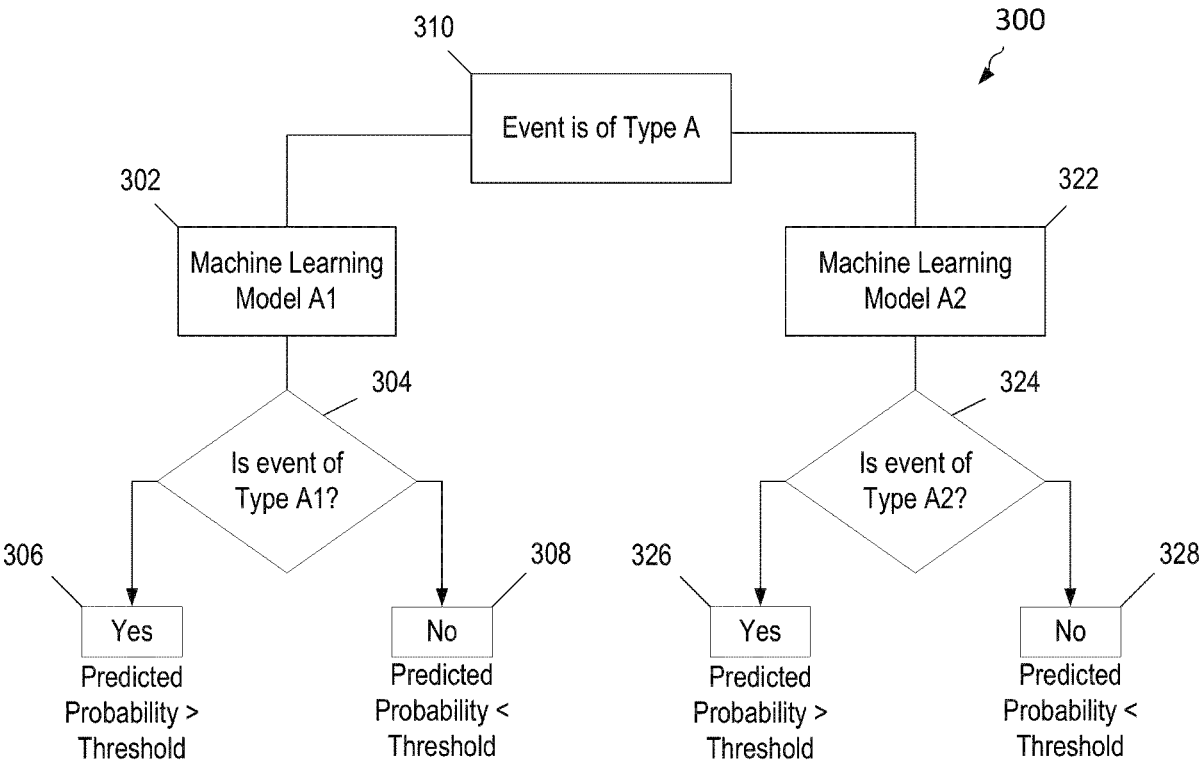 300
310
Event is of Type A
302
322
Machine Learning
Model A1
Machine Learning
Model A2
304
324
Is event of
Type A1?
Is event of
Type A2?
306
308
326
328
Yes
No
Yes
No
Predicted
Probability >
Threshold
Predicted
Probability <
Threshold
Predicted
Probability >
Threshold
Predicted
Probability <
Threshold